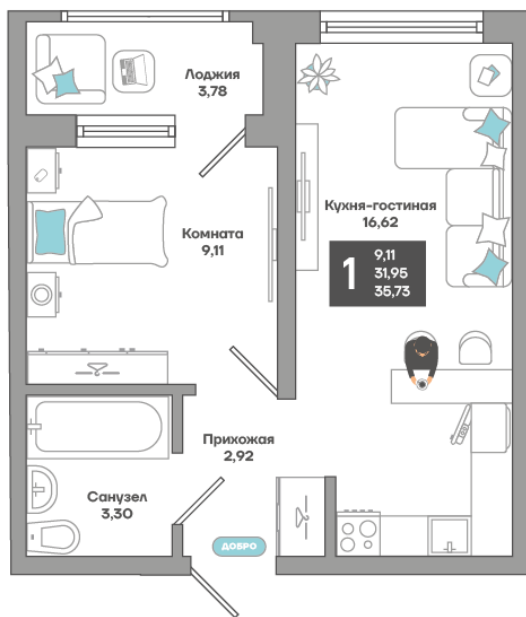 Лоджия
3,78
Комната
9,11
Кухня-гостиная
16,62
1
9,11
31,95
35,73
Прихожая
2,92
Санузел
3,30
ДОБРО